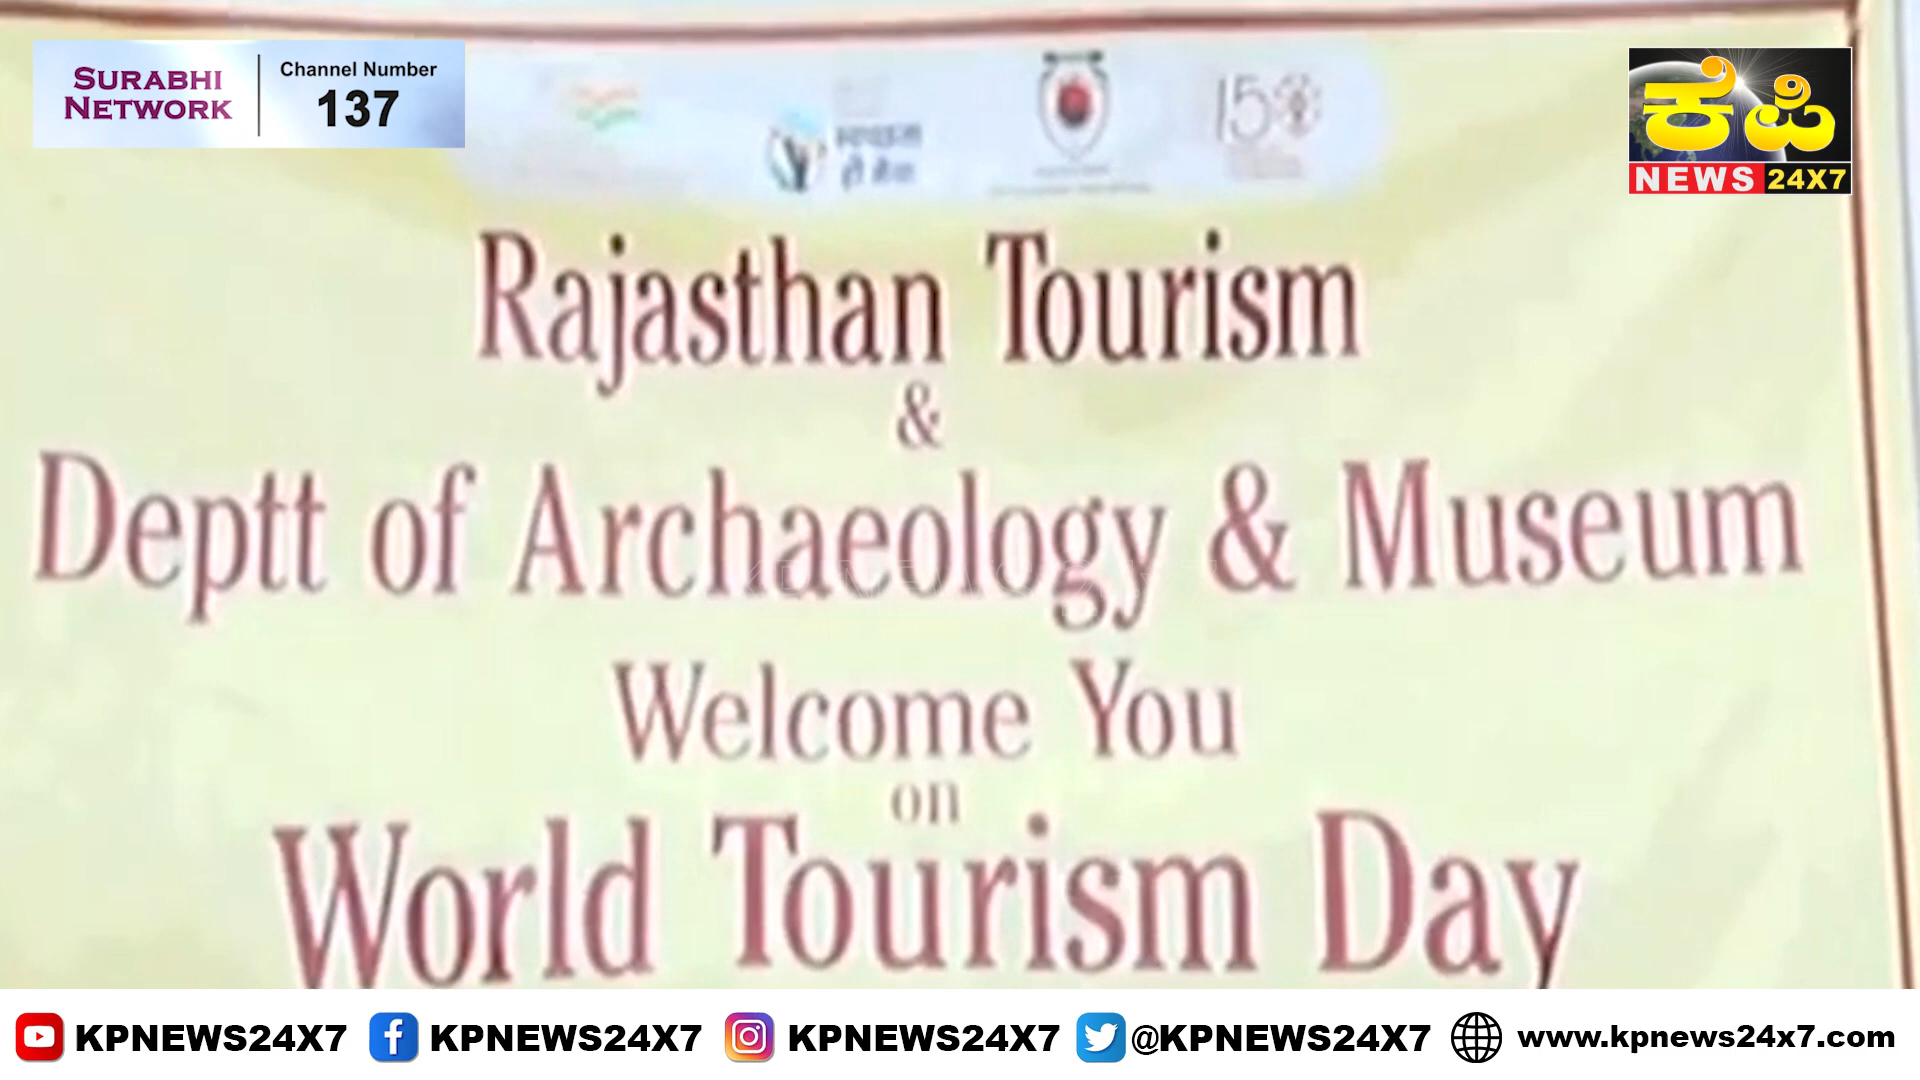 SURABHI NETWORK
Channel Number
137
150
ಕೆಪಿ
NEWS 24X7
Rajasthan Tourism
&
Deptt of Archaeology & Museum
Welcome You
on
World Tourism Day
KPNEWS24X7 KPNEWS24X7 KPNEWS24X7 @KPNEWS24X7 www.kpnews24x7.com